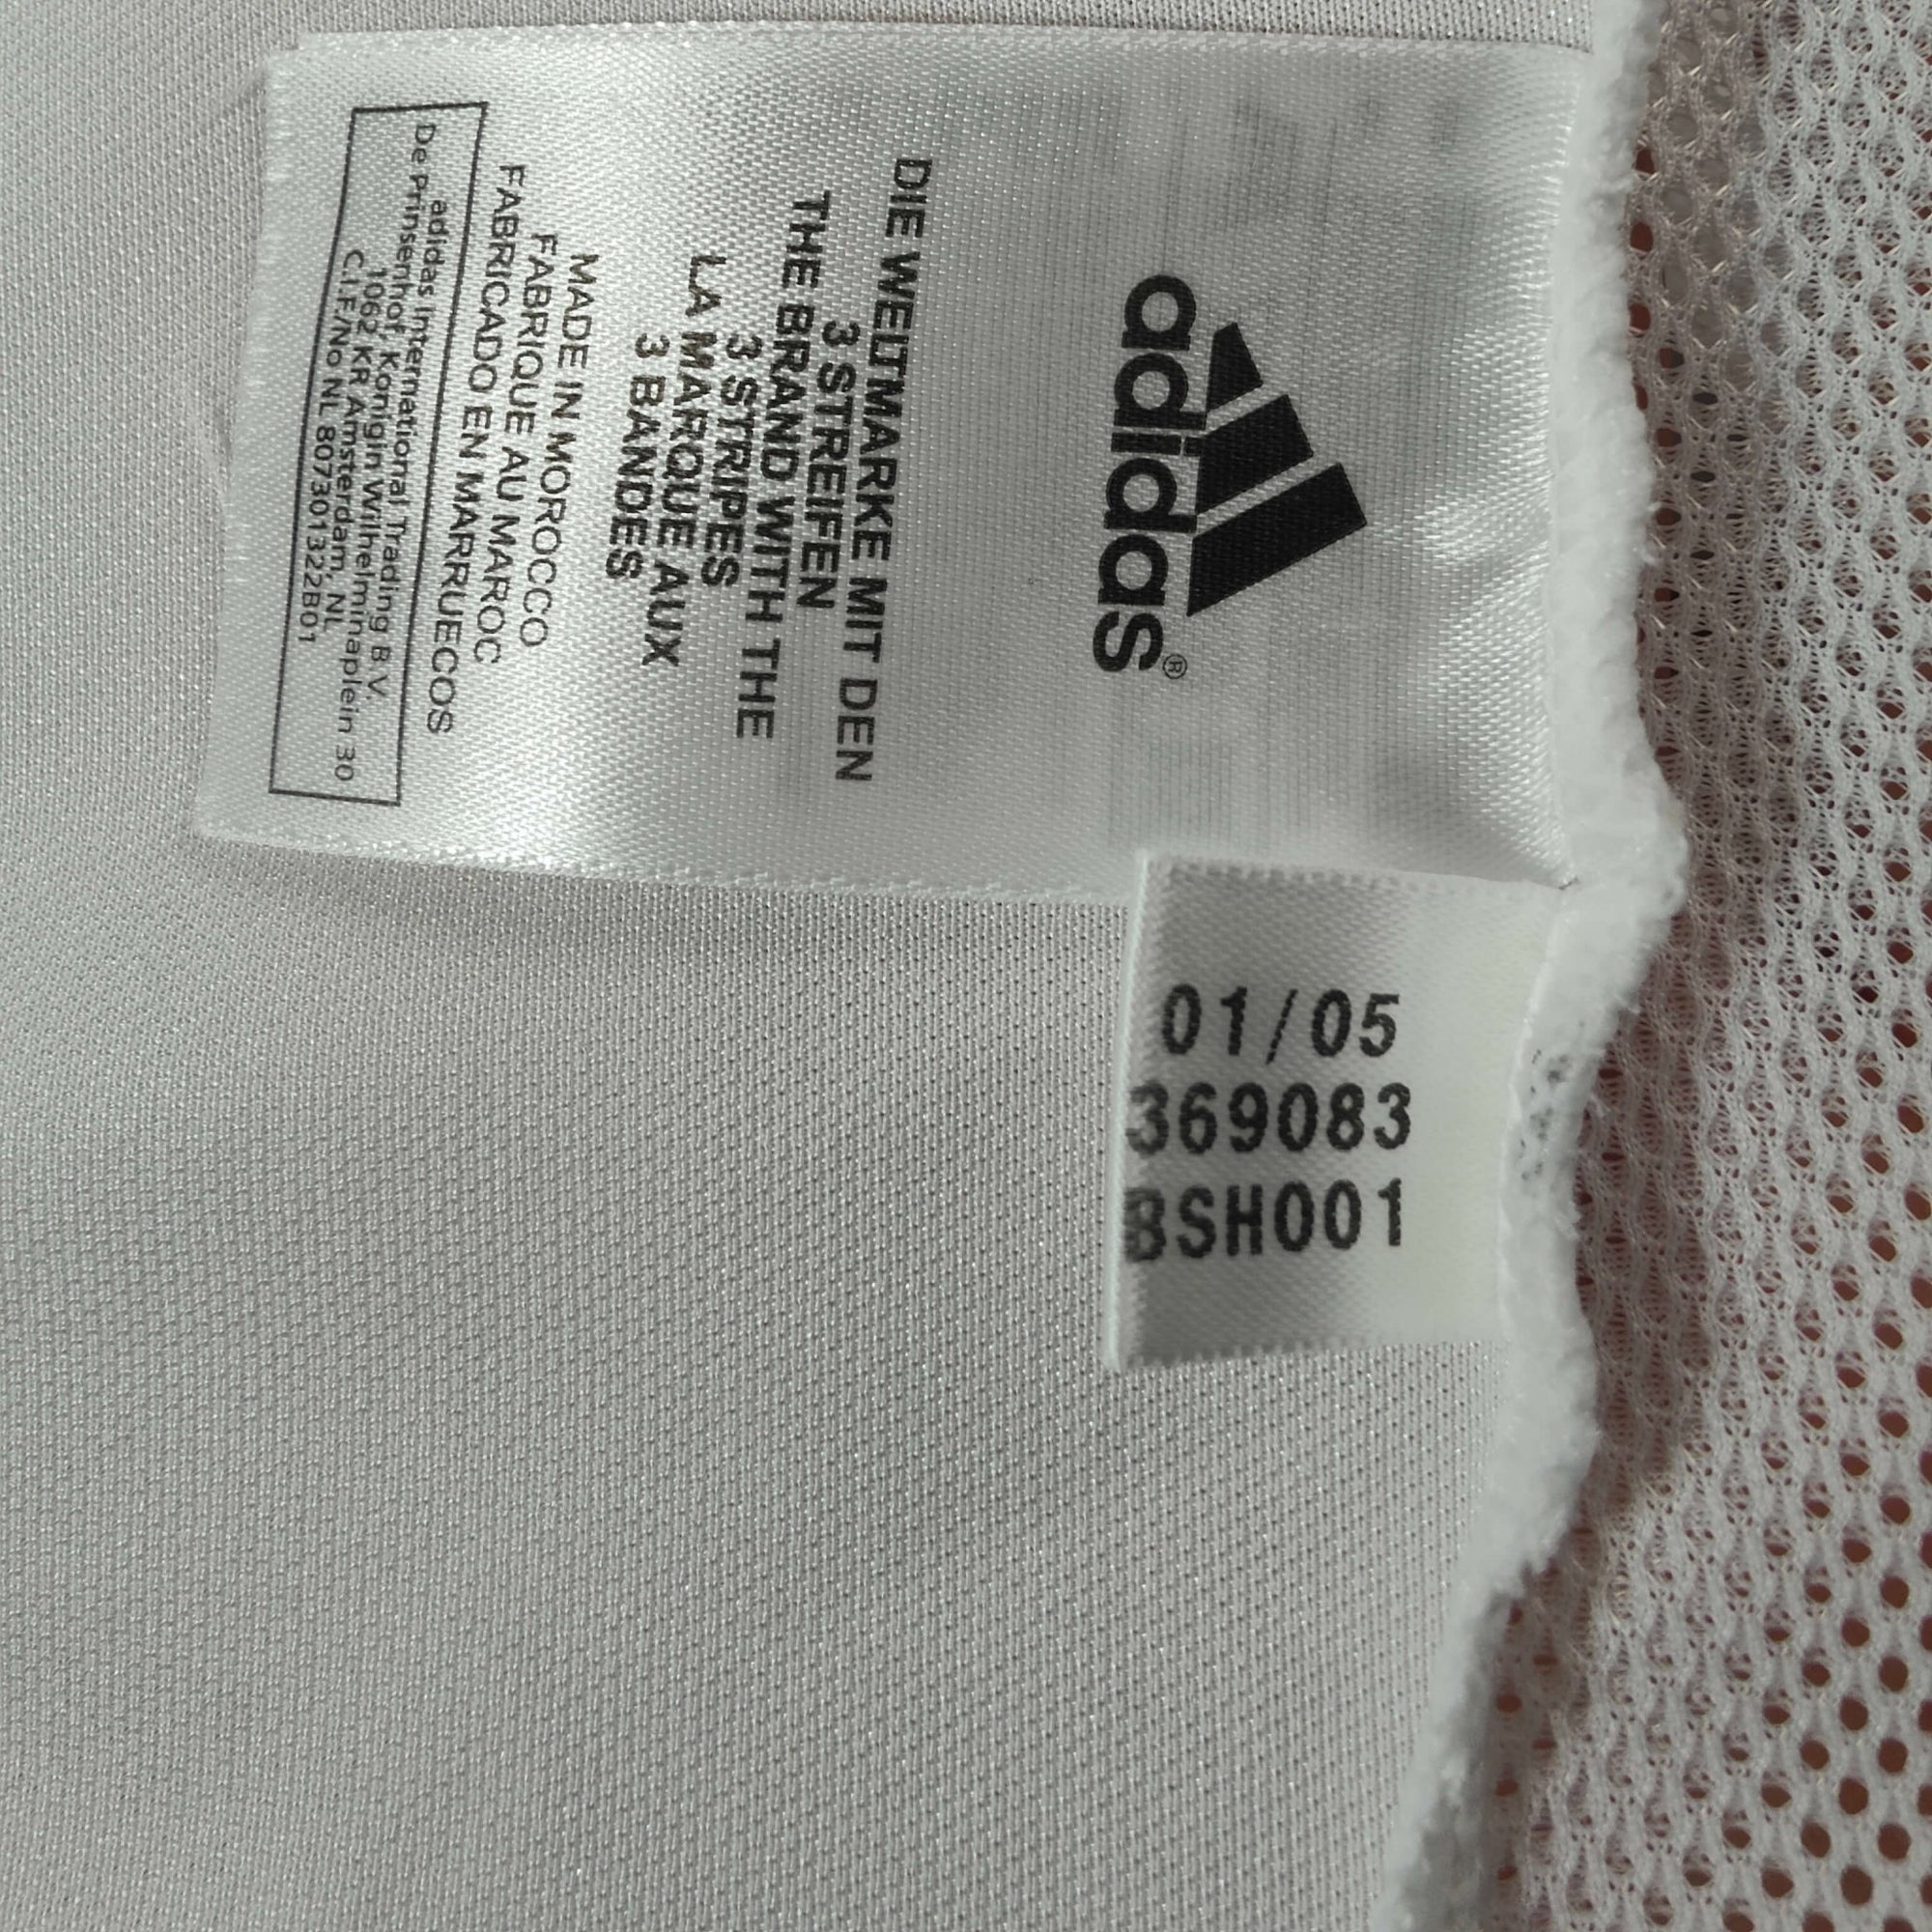 adidas®
DIE WELTMARKE MIT DEN
3 STREIFEN
THE BRAND WITH THE
3 STRIPES
LA MARQUE AUX
3 BANDES
MADE IN MOROCCO
FABRIQUE AU MAROC
FABRICADO EN MARRUECOS
adidas International Trading B.V.
De Prinsenhof, Konigin Wilhelminaplein 30
1062 KR Amsterdam, NL
C.I.F./No NL 807301322B01
01/05
369083
BSH001